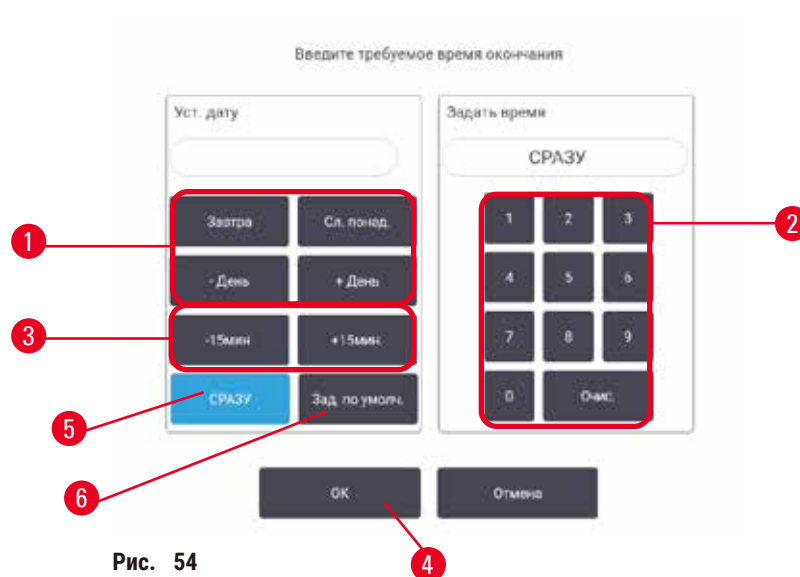 Введите требуемое время окончания
Уст. дату
Задать время
СРАЗУ
Завтра
Сл. понед.
- День
+ День
-15мин
+15мин.
СРАЗУ
Зад. по умолч.
1 2 3
4 5 6
7 8 9
0 Очис.
OK
Отмена
1
2
3
5
6
4
Рис. 54